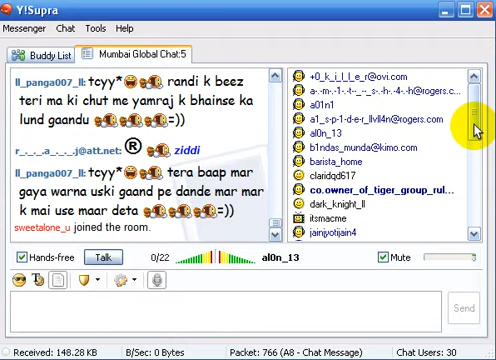 Y!Supra
Messenger Chat Tools
Buddy List Mumbai Global Chat:5
ll_panga007_ll: tcyy* randi k beez
teri ma ki chut me yamraj k bhainse ka
lund gaandu =))
r_-_._a_._-_j@att.net: ® ziddi
ll_panga007_ll: tcyy* tera baap mar
gaya warna uski gaand pe dande mar mar
k mai use maar deta =))
sweetalone_u joined the room.
+0_k_i_l_l_e_r@ovi.com
a01n1
a1_s_p-1-d-e-r_llvll4n@rogers.com
al0n_13
b1ndas_munda@kimo.com
barista_home
claridqd617
co.owner_of_tiger_group_rul...
dark_knight_ll
itsmacme
jainjyotijain4
Hands-free Talk 0/22 al0n_13 Mute
Send
Received: 148.28 KB B/Sec: 0 Bytes Packet: 766 (A8 - Chat Message) Chat Users: 30